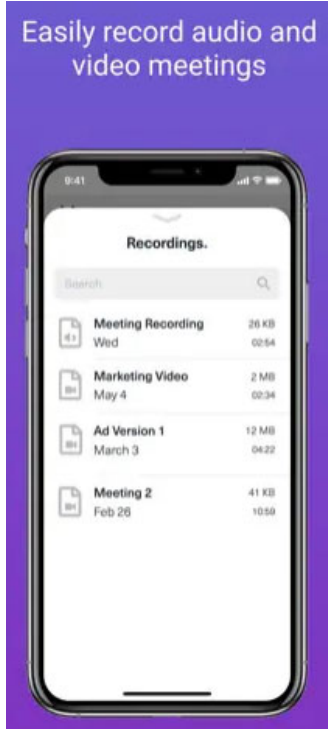 Easily record audio and
video meetings
9:41
Recordings.
Search
Meeting Recording 26 KB
Wed 02:54
Marketing Video 2 MB
May 4 02:34
Ad Version 1 12 MB
March 3 04:22
Meeting 2 41 KB
Feb 26 10:59